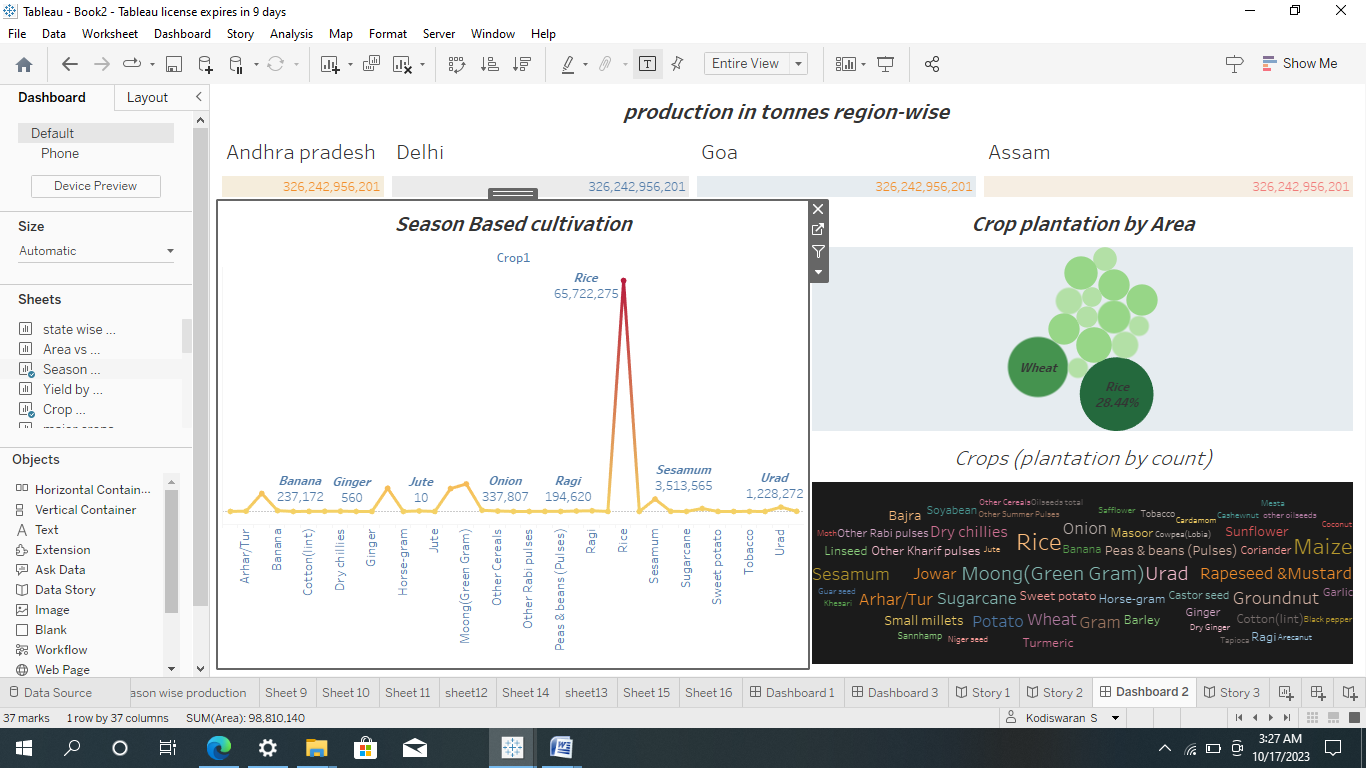 Tableau - Book2 - Tableau license expires in 9 days
File Data Worksheet Dashboard Story Analysis Map Format Server Window Help
Entire View
Show Me
Dashboard Layout
Default
Phone
Device Preview
Size
Automatic
Sheets
state wise ...
Area vs ...
Season ...
Yield by ...
Crop ...
Objects
Horizontal Contain...
Vertical Container
Text
Extension
Ask Data
Data Story
Image
Blank
Workflow
Web Page
production in tonnes region-wise
Andhra pradesh Delhi Goa Assam
326,242,956,201 326,242,956,201 326,242,956,201 326,242,956,201
Season Based cultivation
Crop1
Rice
65,722,275
Banana
237,172
Ginger
560
Jute
10
Onion
337,807
Ragi
194,620
Sesamum
3,513,565
Urad
1,228,272
Arhar/Tur
Banana
Cotton(lint)
Dry chillies
Ginger
Horse-gram
Jute
Moong(Green Gram)
Other Cereals
Other Rabi pulses
Peas & beans (Pulses)
Ragi
Rice
Sesamum
Sugarcane
Sweet potato
Tobacco
Urad
Crop plantation by Area
Wheat
Rice
28.44%
Crops (plantation by count)
Other Cereals Oilseeds total Mesta
Bajra Soyabean Other Summer Pulses Safflower Tobacco Cashewnut other oilseeds
Cardamom
Moth Other Rabi pulses Dry chillies Onion Masoor Cowpea(Lobia) Sunflower Coconut
Linseed Other Kharif pulses Jute Rice Banana Peas & beans (Pulses) Coriander Maize
Sesamum Jowar Moong(Green Gram) Urad Rapeseed &Mustard
Guar seed
Khesari Arhar/Tur Sugarcane Sweet potato Horse-gram Castor seed Groundnut Garlic
Small millets Potato Wheat Gram Barley Ginger Cotton(lint) Black pepper
Dry Ginger
Sannhamp Niger seed Turmeric Tapioca Ragi Arecanut
Data Source ason wise production Sheet 9 Sheet 10 Sheet 11 sheet12 Sheet 14 sheet13 Sheet 15 Sheet 16 Dashboard 1 Dashboard 3 Story 1 Story 2 Dashboard 2 Story 3
37 marks 1 row by 37 columns SUM(Area): 98,810,140 Kodiswaran S
3:27 AM
10/17/2023